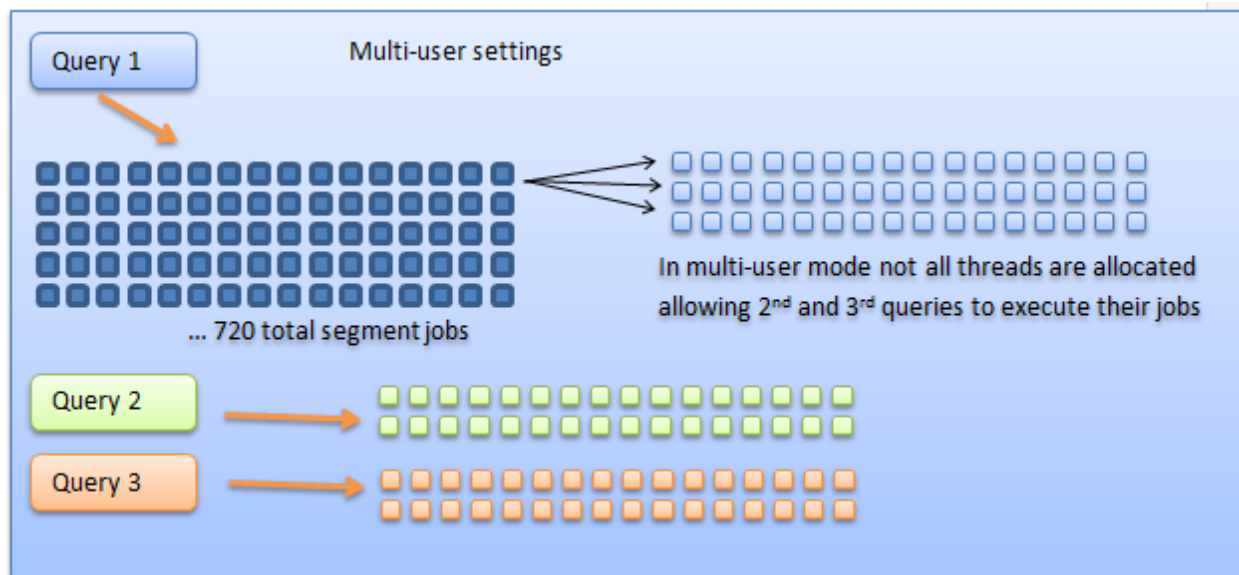 Query 1
Multi-user settings
In multi-user mode not all threads are allocated
allowing 2nd and 3rd queries to execute their jobs
... 720 total segment jobs
Query 2
Query 3